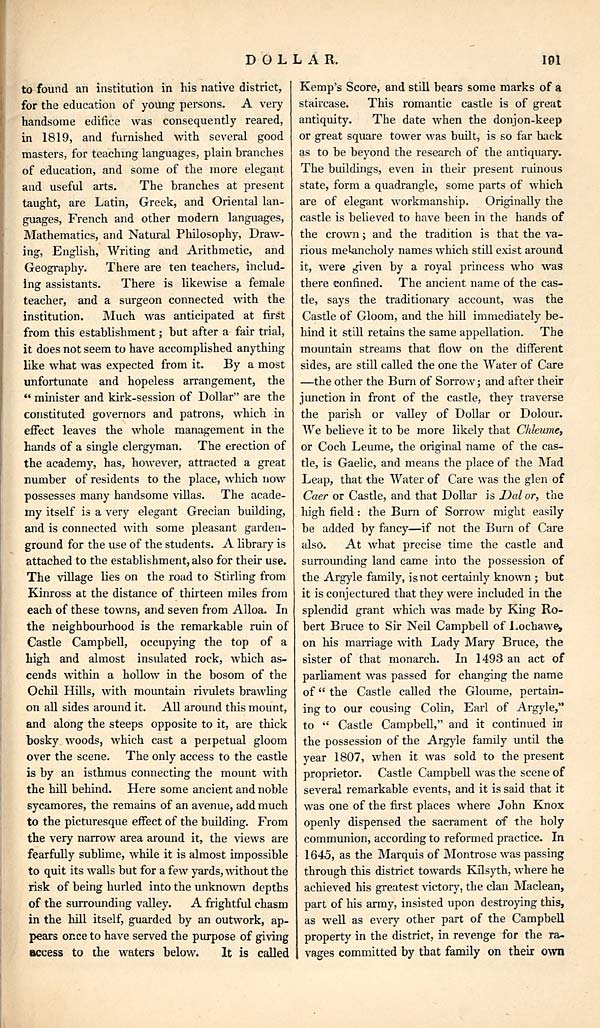 DOLLAR.
191
to found an institution in his native district,
for the education of young persons. A very
handsome edifice was consequently reared,
in 1819, and furnished with several good
masters, for teaching languages, plain branches
of education, and some of the more elegant
and useful arts. The branches at present
taught, are Latin, Greek, and Oriental lan-
guages, French and other modern languages,
Mathematics, and Natural Philosophy, Draw-
ing, English, Writing and Arithmetic, and
Geography. There are ten teachers, includ-
ing assistants. There is likewise a female
teacher, and a surgeon connected with the
institution. Much was anticipated at first
from this establishment; but after a fair trial,
it does not seem to have accomplished anything
like what was expected from it. By a most
unfortunate and hopeless arrangement, the
“ minister and kirk-session of Dollar” are the
constituted governors and patrons, which in
effect leaves the whole management in the
hands of a single clergyman. The erection of
the academy, has, however, attracted a great
number of residents to the place, which now
possesses many handsome villas. The acade-
my itself is a very elegant Grecian building,
and is connected with some pleasant garden-
ground for the use of the students. A library is
attached to the establishment, also for their use.
The village lies on the road to Stirling from
Kinross at the distance of thirteen miles from
each of these towns, and seven from Alloa. In
the neighbourhood is the remarkable ruin of
Castle Campbell, occupying the top of a
high and almost insulated rock, which as-
cends within a hollow in the bosom of the
Ochil Hills, with mountain rivulets brawling
on all sides around it. All around this mount,
and along the steeps opposite to it, are thick
bosky woods, which cast a perpetual gloom
over the scene. The only access to the castle
is by an isthmus connecting the mount with
the hill behind. Here some ancient and noble
sycamores, the remains of an avenue, add much
to the picturesque effect of the building. From
the very narrow area around it, the views are
fearfully sublime, while it is almost impossible
to quit its walls but for a few yards, without the
risk of being hurled into the unknown depths
of the surrounding valley. A frightful chasm
in the hill itself, guarded by an outwork, ap-
pears once to have served the purpose of giving
access to the waters below. It is called
Kemp's Score, and still bears some marks of a
staircase. This romantic castle is of great
antiquity. The date when the donjon-keep
or great square tower was built, is so far back
as to be beyond the research of the antiquary.
The buildings, even in their present ruinous
state, form a quadrangle, some parts of which
are of elegant workmanship. Originally the
castle is believed to have been in the hands of
the crown; and the tradition is that the va-
rious melancholy names which still exist around
it, were given by a royal princess who was
there confined. The ancient name of the cas-
tle, says the traditionary account, was the
Castle of Gloom, and the hill immediately be-
hind it still retains the same appellation. The
mountain streams that flow on the different
sides, are still called the one the Water of Care
—the other the Burn of Sorrow; and after their
junction in front of the castle, they traverse
the parish or valley of Dollar or Dolour.
We believe it to be more likely that Chleume,
or Coch Leume, the original name of the cas-
tle, is Gaelic, and means the place of the Mad
Leap, that the Water of Care was the glen of
Caer or Castle, and that Dollar is Dal or, the
high field: the Burn of Sorrow might easily
be added by fancy—if not the Burn of Care
also. At what precise time the castle and
surrounding land came into the possession of
the Argyle family, is not certainly known; but
it is conjectured that they were included in the
splendid grant which was made by King Ro-
bert Bruce to Sir Neil Campbell of Lochawe,
on his marriage with Lady Mary Bruce, the
sister of that monarch. In 1493 an act of
parliament was passed for changing the name
of “ the Castle called the Gloume, pertain-
ing to our cousing Colin, Earl of Argyle,”
to “ Castle Campbell,” and it continued in
the possession of the Argyle family until the
year 1807, when it was sold to the present
proprietor. Castle Campbell was the scene of
several remarkable events, and it is said that it
was one of the first places where John Knox
openly dispensed the sacrament of the holy
communion, according to reformed practice. In
1645, as the Marquis of Montrose was passing
through this district towards Kilsyth, where he
achieved his greatest victory, the clan Maclean,
part of his army, insisted upon destroying this,
as well as every other part of the Campbell
property in the district, in revenge for the ra-
vages committed by that family on their own